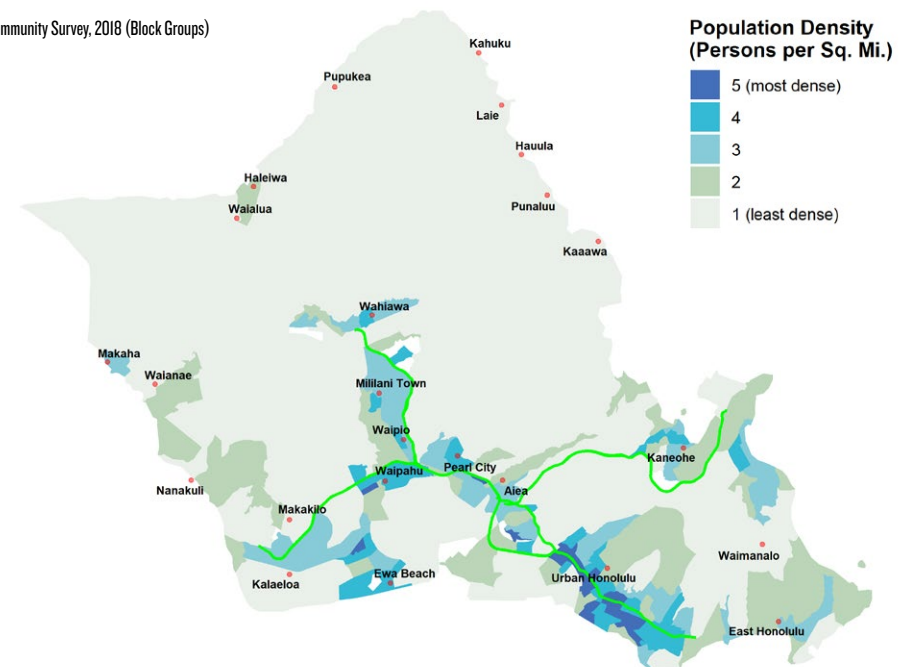 mmunity Survey, 2018 (Block Groups)
Population Density
(Persons per Sq. Mi.)
5 (most dense)
4
3
2
1 (least dense)
Kahuku
Pupukea
Laie
Hauula
Haleiwa
Waialua
Punaluu
Kaaawa
Wahiawa
Makaha
Waianae
Mililani Town
Waipio
Kaneohe
Waipahu
Pearl City
Nanakuli
Aiea
Makakilo
Waimanalo
Ewa Beach
Urban Honolulu
Kalaeloa
East Honolulu